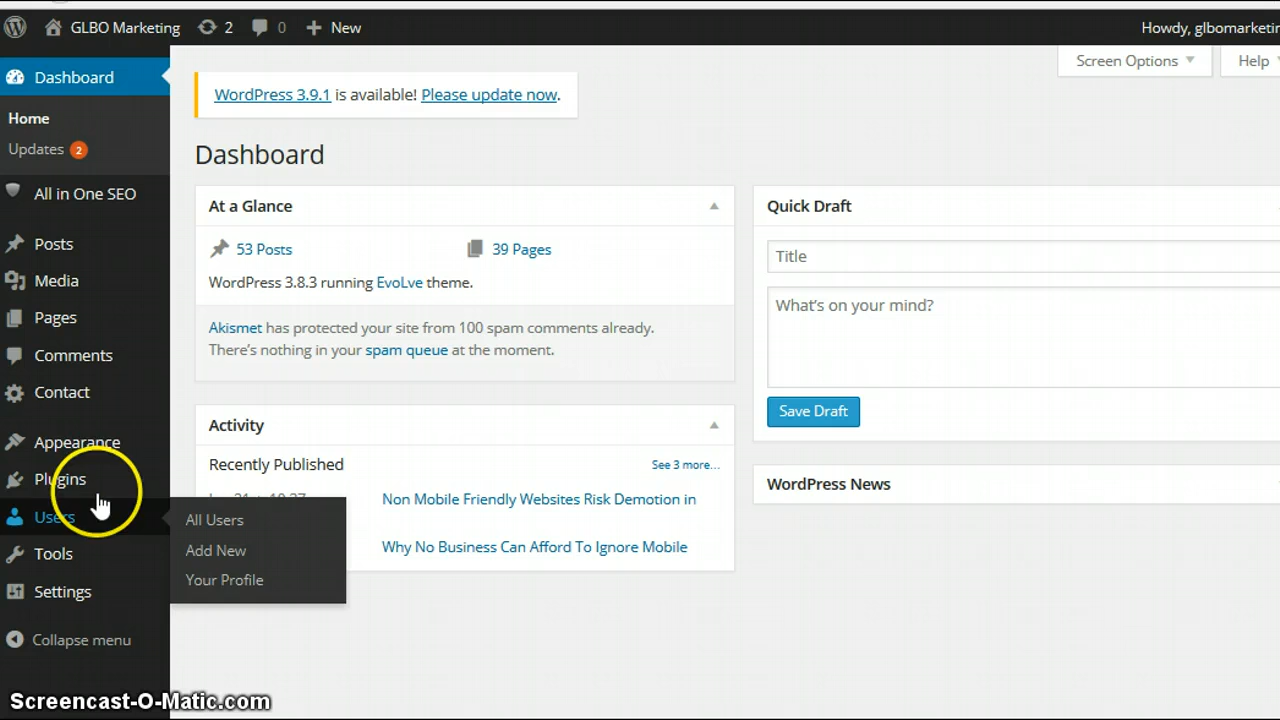 GLBO Marketing 2 0 New Howdy, glbomarketin
Dashboard
Home
Updates 2
All in One SEO
Posts
Media
Pages
Comments
Contact
Appearance
Plugins
Users
Tools
Settings
Collapse menu
All Users
Add New
Your Profile
Screen Options Help
WordPress 3.9.1 is available! Please update now.
Dashboard
At a Glance
53 Posts 39 Pages
WordPress 3.8.3 running EvoLve theme.
Akismet has protected your site from 100 spam comments already.
There's nothing in your spam queue at the moment.
Activity
Recently Published See 3 more...
Non Mobile Friendly Websites Risk Demotion in
Why No Business Can Afford To Ignore Mobile
Quick Draft
Title
What's on your mind?
Save Draft
WordPress News
Screencast-O-Matic.com